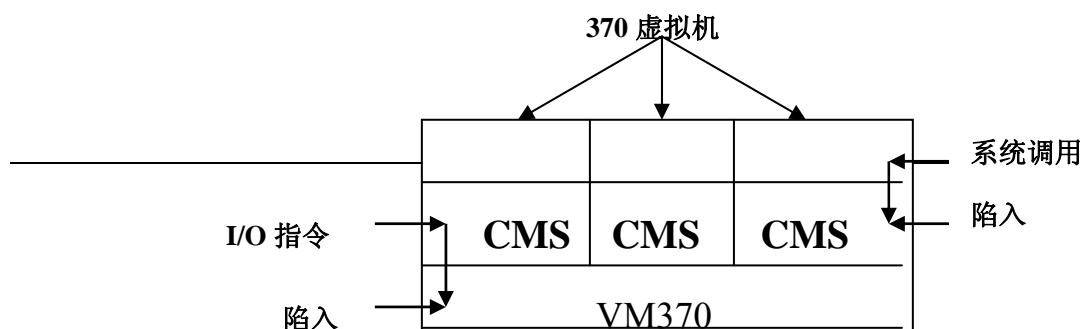 370 虚拟机
系统调用
I/O 指令
CMS CMS CMS
陷入
陷入
VM370